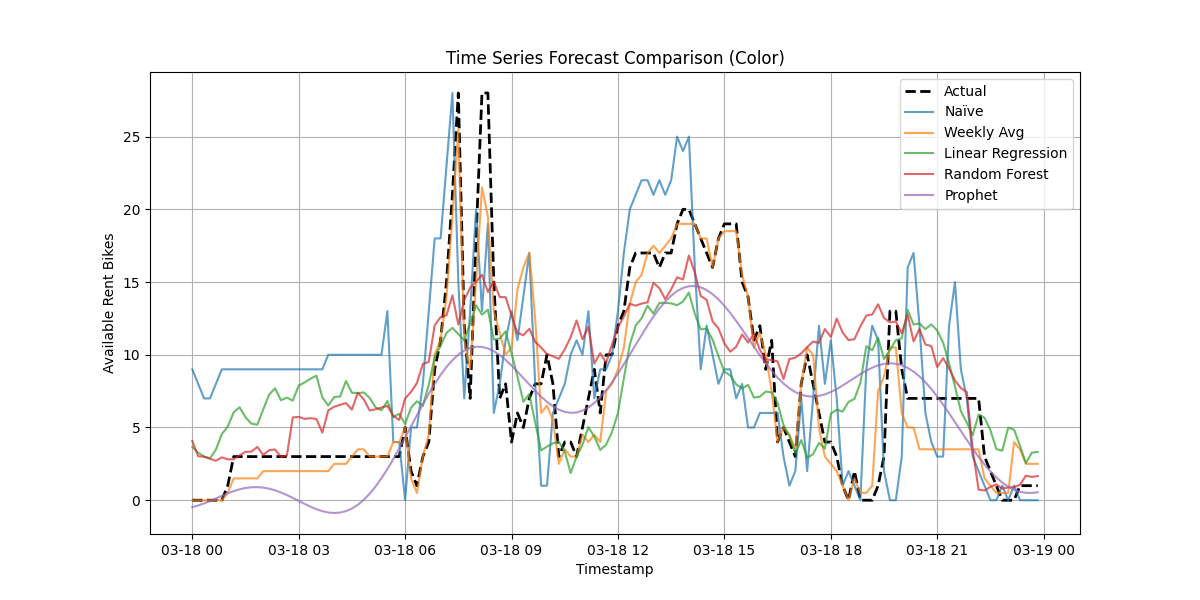 Time Series Forecast Comparison (Color)
Actual
Naïve
Weekly Avg
Linear Regression
Random Forest
Prophet
Available Rent Bikes
25
20
15
10
5
0
03-18 00 03-18 03 03-18 06 03-18 09 03-18 12 03-18 15 03-18 18 03-18 21 03-19 00
Timestamp